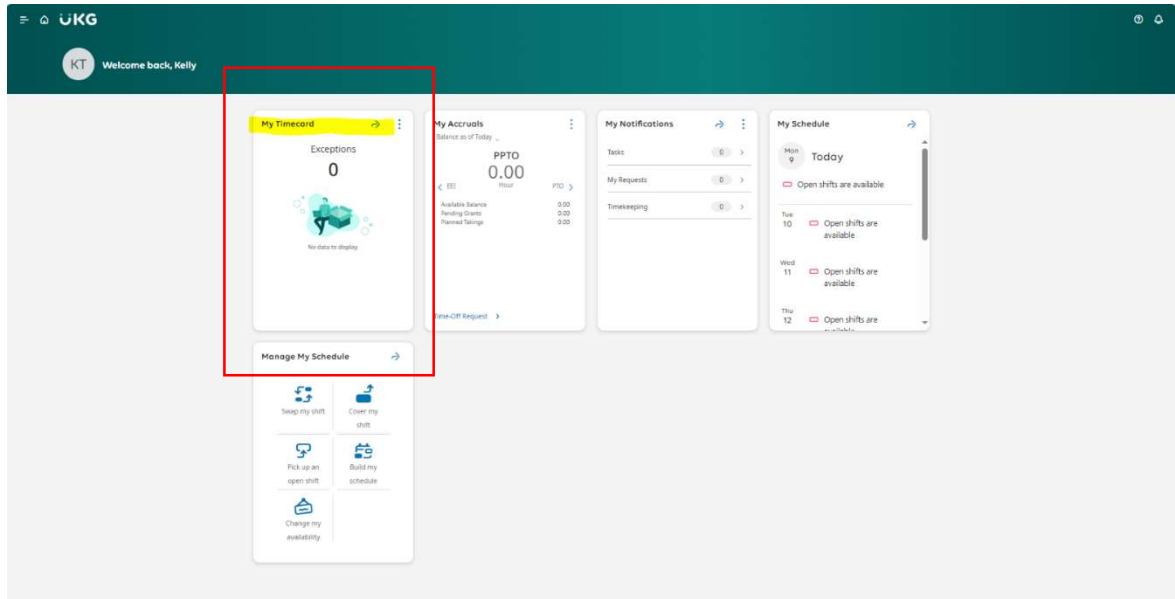 UKG
KT Welcome back, Kelly
My Timecard
Exceptions
0
No data to display
My Accruals
Balance as of Today
PPTO
0.00
Hour
EEI
PTO
Available Balance 0.00
Pending Grants 0.00
Planned Takings 0.00
Time-Off Request
My Notifications
Tasks 0
My Requests 0
Timekeeping 0
My Schedule
Mon
9
Today
Open shifts are available
Tue
10
Open shifts are
available
Wed
11
Open shifts are
available
Thu
12
Open shifts are
available
Manage My Schedule
Swap my shift
Cover my
shift
Pick up an
open shift
Build my
schedule
Change my
availability